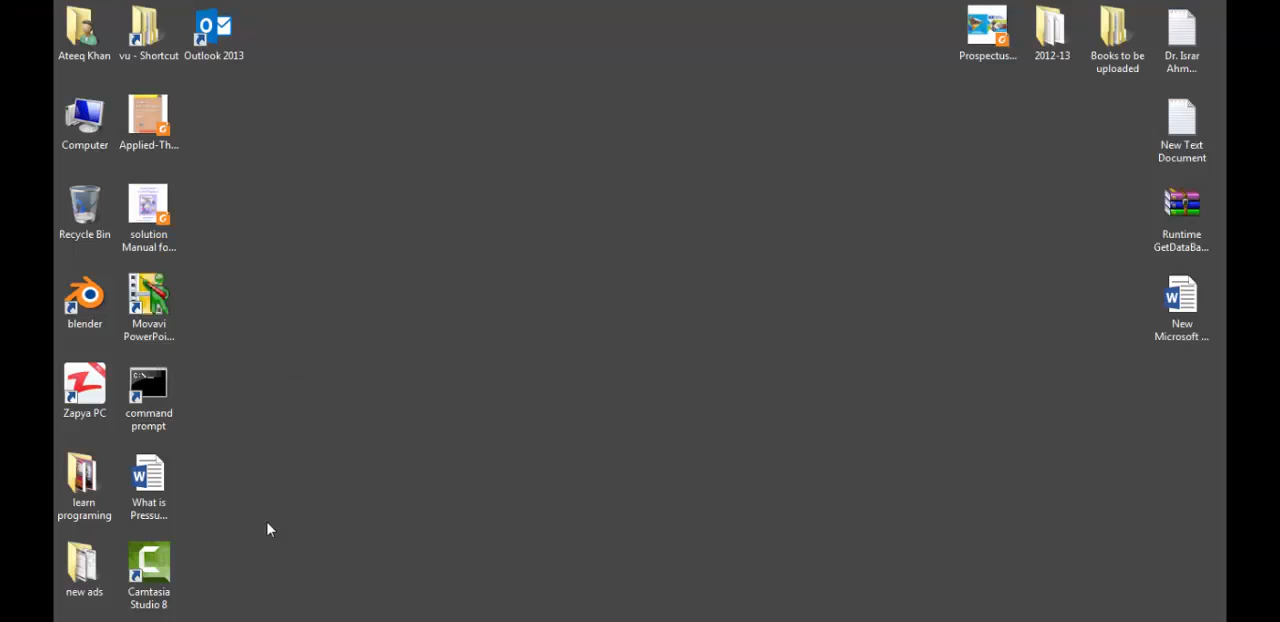 Ateeq Khan
vu - Shortcut
Outlook 2013
Prospectus...
2012-13
Books to be
uploaded
Dr. Israr
Ahm...
Computer
Applied-Th...
New Text
Document
Recycle Bin
solution
Manual fo...
Runtime
GetDataBa...
blender
Movavi
PowerPoi...
New
Microsoft ...
Zapya PC
command
prompt
learn
programing
What is
Pressu...
new ads
Camtasia
Studio 8